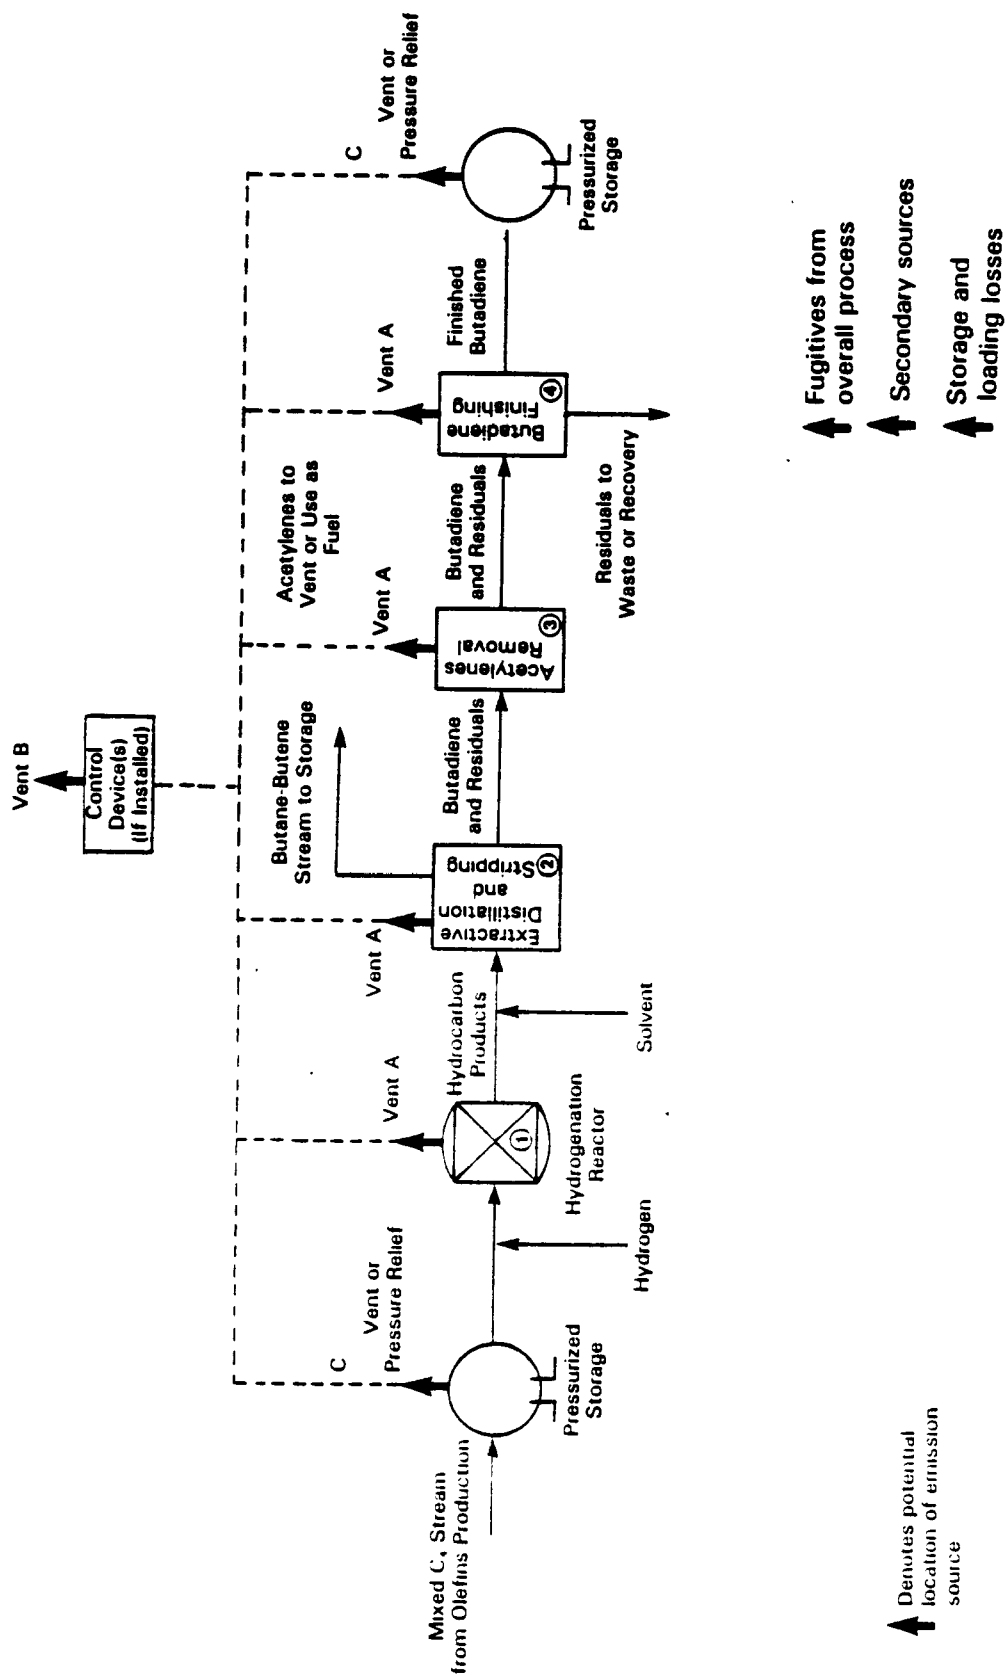 Vent B
Control
Device(s)
(If Installed)
C
Vent or
Pressure Relief
Vent A
Vent A
Butane-Butene
Stream to Storage
Acetylenes to
Vent or Use as
Fuel
Vent A
Vent A
C
Vent or
Pressure Relief
Mixed C4 Stream
from Olefins Production
Pressurized
Storage
Hydrogen
1
Hydrogenation
Reactor
Hydrocarbon
Products
Solvent
Extractive
Distillation
and
Stripping
2
Butadiene
and Residuals
Acetylenes
Removal
3
Butadiene
and Residuals
Butadiene
Finishing
4
Residuals to
Waste or Recovery
Finished
Butadiene
Pressurized
Storage
Denotes potential
location of emission
source
Fugitives from
overall process
Secondary sources
Storage and
loading losses